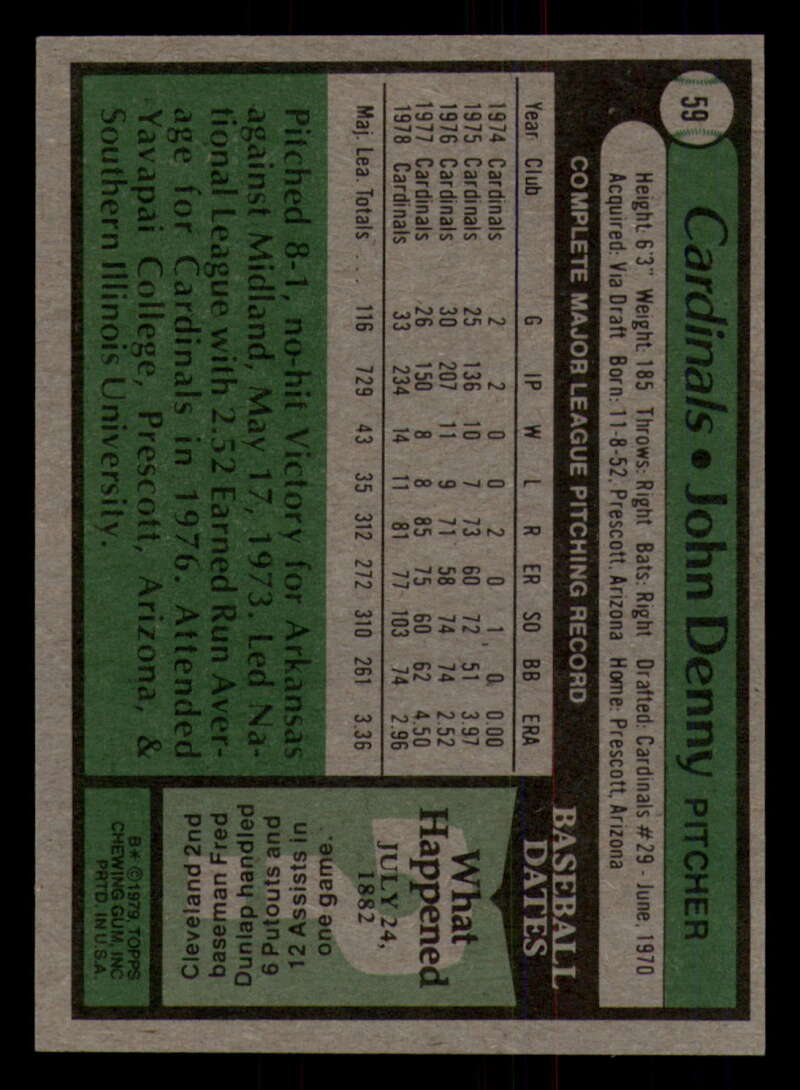 59
Cardinals • John Denny PITCHER
Height: 6'3" Weight: 185 Throws: Right Bats: Right Drafted: Cardinals #29 - June, 1970
Acquired: Via Draft Born: 11-8-52, Prescott, Arizona Home: Prescott, Arizona
COMPLETE MAJOR LEAGUE PITCHING RECORD
Year Club G IP W L R ER SO BB ERA
1974 Cardinals 2 2 0 0 2 0 1 0 0.00
1975 Cardinals 25 136 10 7 73 60 72 51 3.97
1976 Cardinals 30 207 11 9 71 58 74 74 2.52
1977 Cardinals 26 150 8 8 85 75 60 62 4.50
1978 Cardinals 33 234 14 11 81 77 103 74 2.96
Maj. Lea. Totals . . . 116 729 43 35 312 272 310 261 3.36
Pitched 8-1, no-hit Victory for Arkansas
against Midland, May 17, 1973. Led Na-
tional League with 2.52 Earned Run Aver-
age for Cardinals in 1976. Attended
Yavapai College, Prescott, Arizona, &
Southern Illinois University.
BASEBALL
DATES
What
Happened
JULY 24,
1882
Cleveland 2nd
baseman Fred
Dunlap handled
6 Putouts and
12 Assists in
one game.
B* © 1979 TOPPS
CHEWING GUM, INC
PRTD. IN U.S.A.